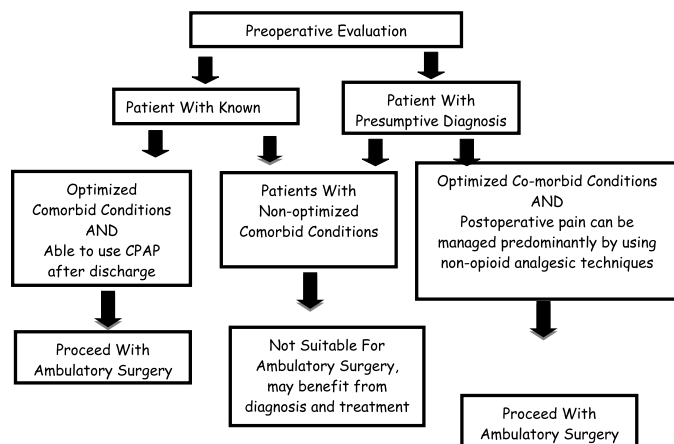 Preoperative Evaluation
Patient With Known
Patient With
Presumptive Diagnosis
Optimized
Comorbid Conditions
AND
Able to use CPAP
after discharge
Patients With
Non-optimized
Comorbid Conditions
Optimized Co-morbid Conditions
AND
Postoperative pain can be
managed predominantly by using
non-opioid analgesic techniques
Proceed With
Ambulatory Surgery
Not Suitable For
Ambulatory Surgery,
may benefit from
diagnosis and treatment
Proceed With
Ambulatory Surgery